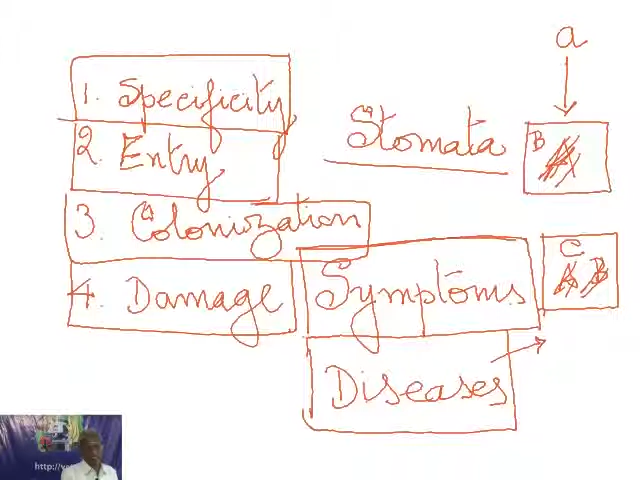 a
1. Specificity
Stomata
B
2. Entry
3. Colonization
C
B
4. Damage
Symptoms
Diseases